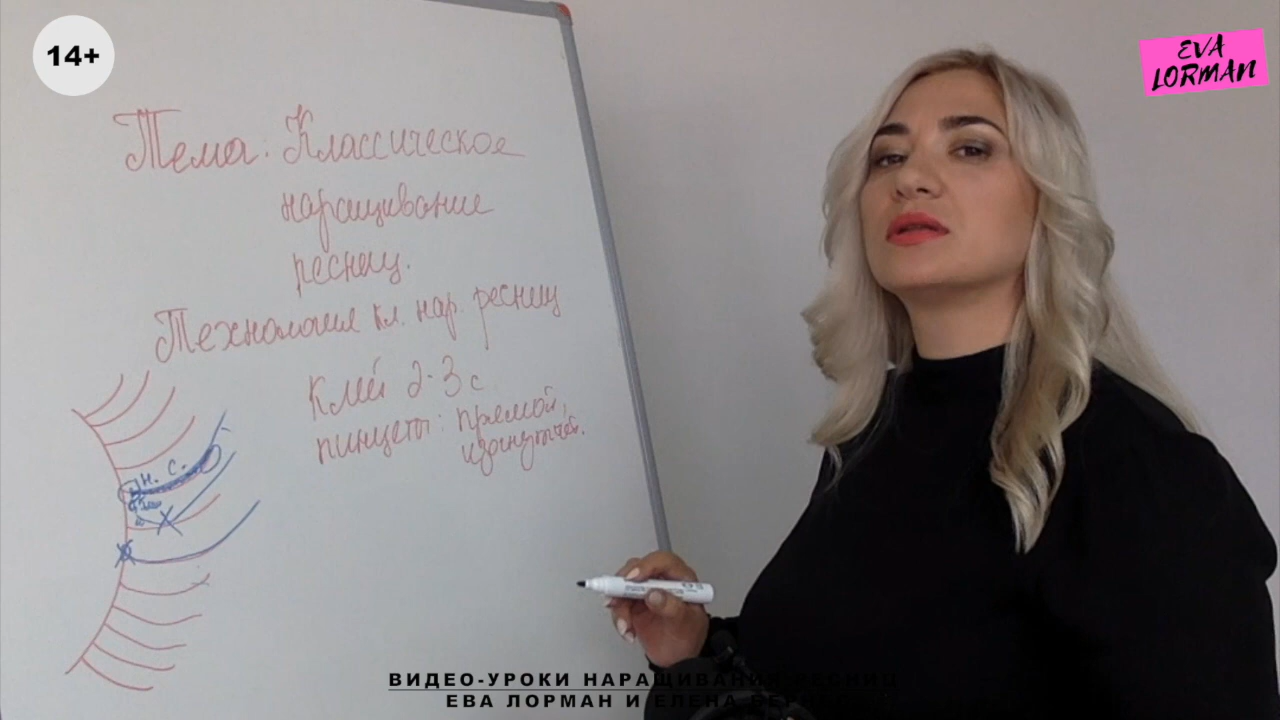 14+
EVA
LORMAN
Тема: Классическое
наращивание
ресниц.
Технология кл. нар. ресниц
Клей 2-3 с
пинцеты: прямой,
изогнутый.
н. с.
ВИДЕО-УРОКИ НАРАЩИВАНИЯ РЕСНИЦ
ЕВА ЛОРМАН И ЕЛЕНА